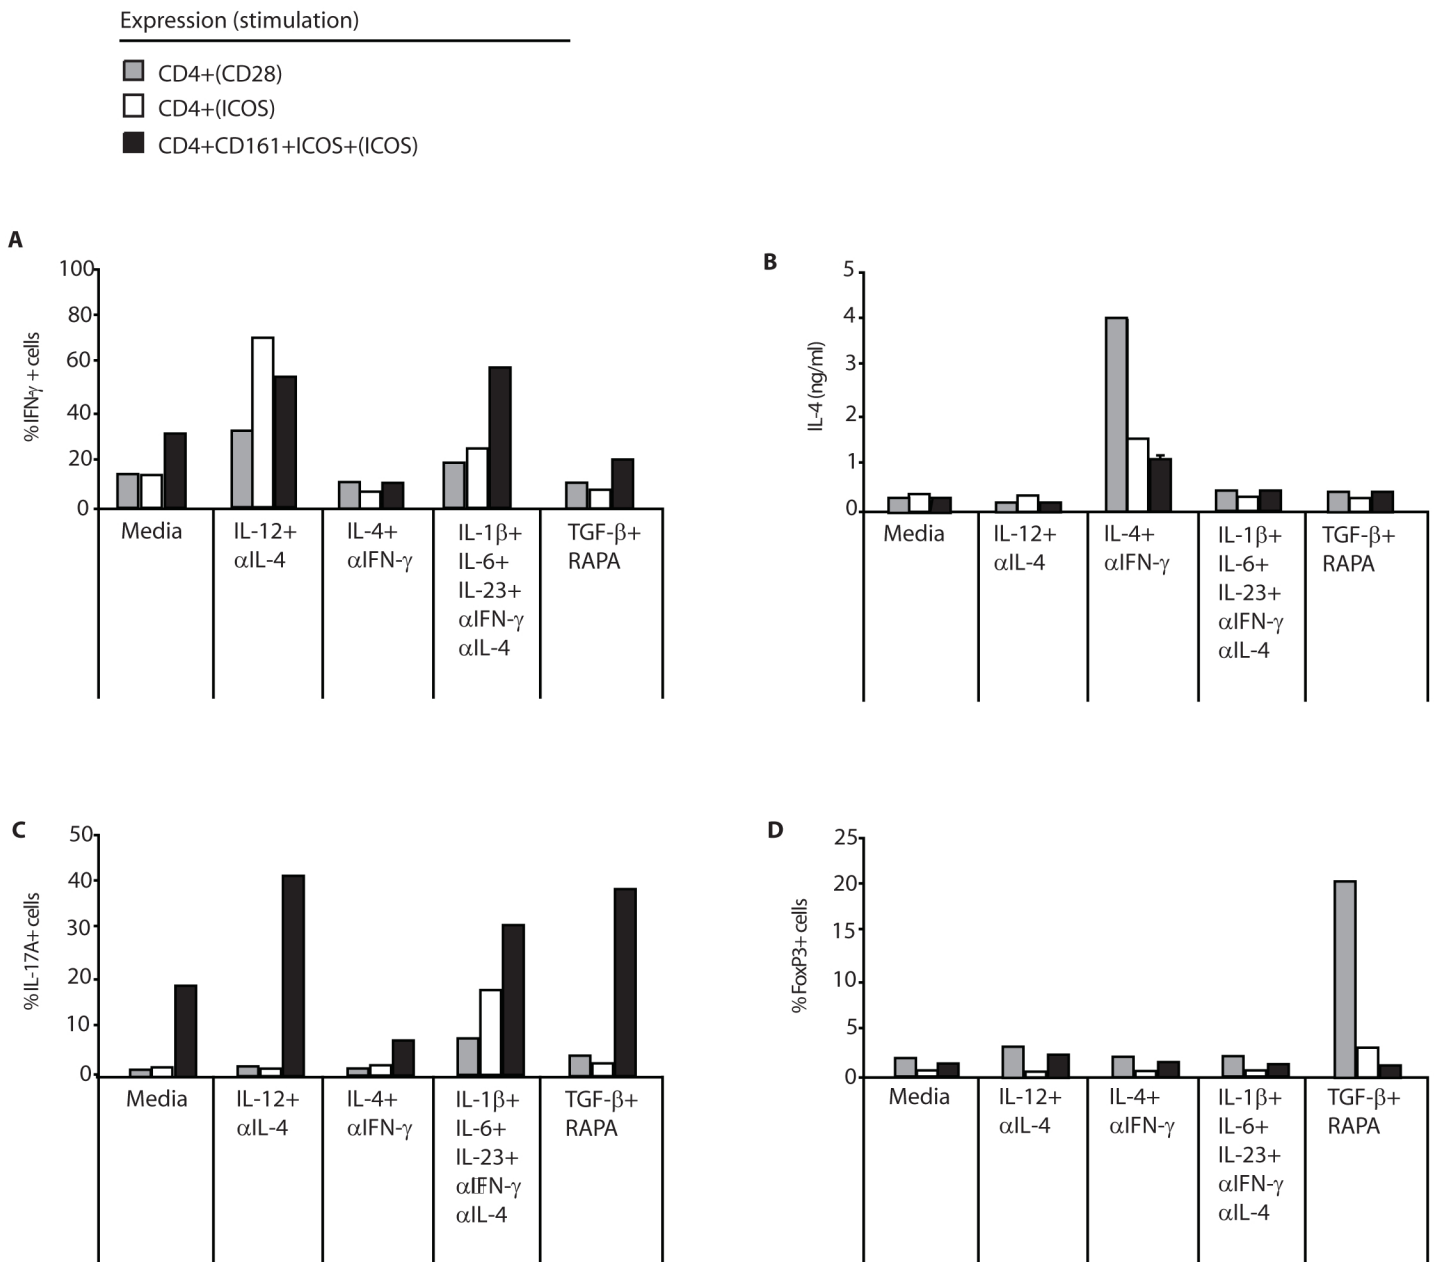 Expression (stimulation)
CD4+(CD28)
CD4+(ICOS)
CD4+CD161+ICOS+(ICOS)
A
%IFN-γ + cells
100
80
60
40
20
0
Media
IL-12+
αIL-4
IL-4+
αIFN-γ
IL-1β+
IL-6+
IL-23+
αIFN-γ
αIL-4
TGF-β+
RAPA
B
IL-4 (ng/ml)
5
4
3
2
1
0
Media
IL-12+
αIL-4
IL-4+
αIFN-γ
IL-1β+
IL-6+
IL-23+
αIFN-γ
αIL-4
TGF-β+
RAPA
C
%IL-17A+ cells
50
40
30
20
10
0
Media
IL-12+
αIL-4
IL-4+
αIFN-γ
IL-1β+
IL-6+
IL-23+
αIFN-γ
αIL-4
TGF-β+
RAPA
D
%FoxP3+ cells
25
20
15
10
5
0
Media
IL-12+
αIL-4
IL-4+
αIFN-γ
IL-1β+
IL-6+
IL-23+
αIFN-γ
αIL-4
TGF-β+
RAPA